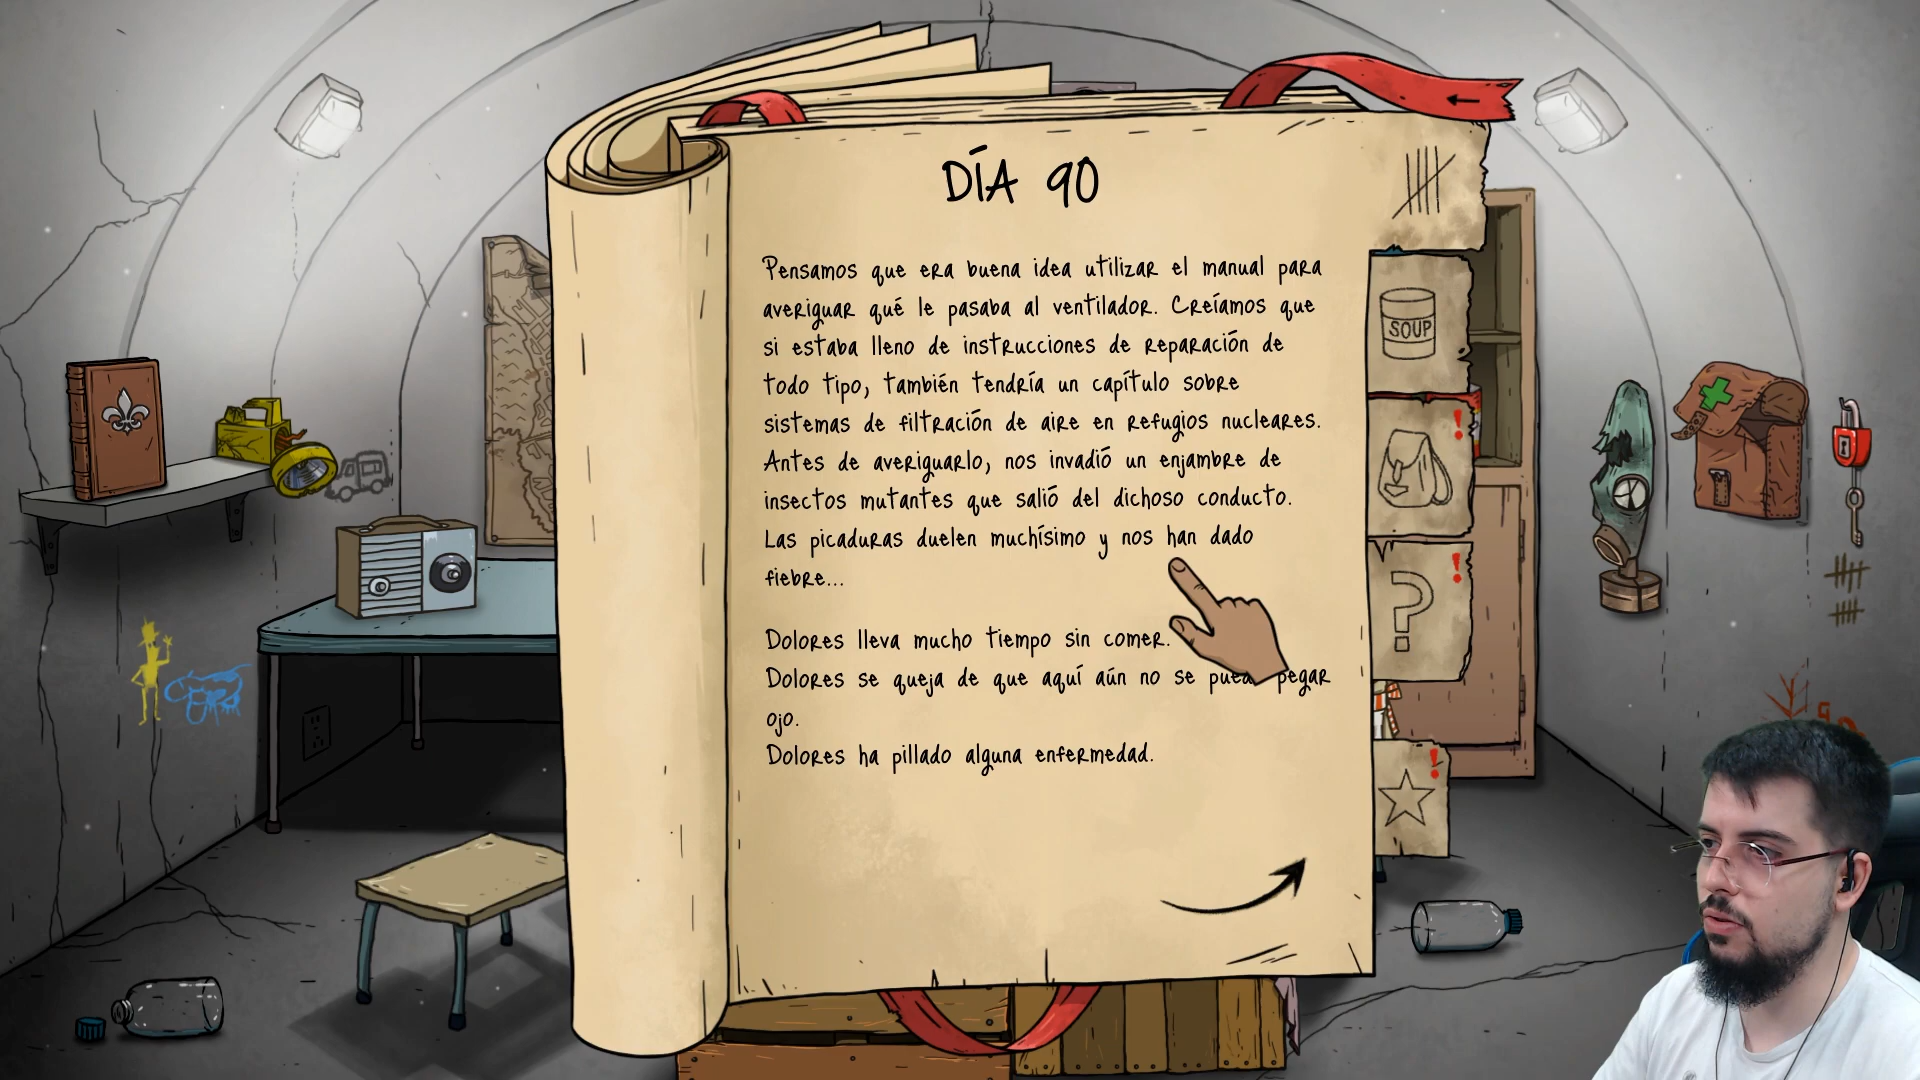 DÍA 90
Pensamos que era buena idea utilizar el manual para
averiguar qué le pasaba al ventilador. Creíamos que
si estaba lleno de instrucciones de reparación de
todo tipo, también tendría un capítulo sobre
sistemas de filtración de aire en refugios nucleares.
Antes de averiguarlo, nos invadió un enjambre de
insectos mutantes que salió del dichoso conducto.
Las picaduras duelen muchísimo y nos han dado
fiebre...
Dolores lleva mucho tiempo sin comer.
Dolores se queja de que aquí aún no se pegar
ojo.
Dolores ha pillado alguna enfermedad.
SOUP
!
?
!
!